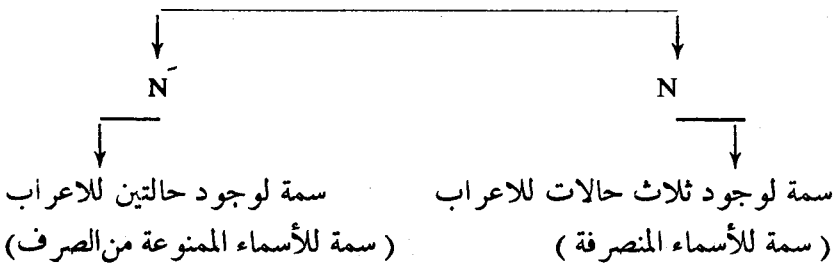 N N-
سمة لوجود ثلاث حالات للاعراب سمة لوجود حالتين للاعراب
( سمة للأسماء المنصرفة ) ( سمة للأسماء الممنوعة من الصرف)